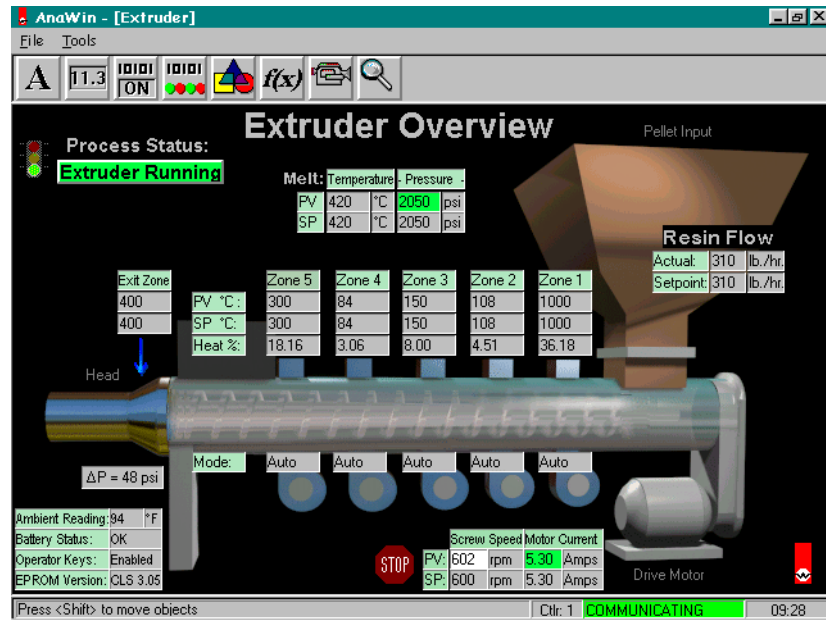 AnaWin - [Extruder]
File Tools
A 11.3 10101 ON 10101 f(x)
Extruder Overview
Pellet Input
Process Status:
Extruder Running
Melt: Temperature - Pressure -
PV 420 °C 2050 psi
SP 420 °C 2050 psi
Resin Flow
Actual: 310 lb./hr.
Setpoint: 310 lb./hr.
Exit Zone Zone 5 Zone 4 Zone 3 Zone 2 Zone 1
400 PV °C : 300 84 150 108 1000
400 SP °C: 300 84 150 108 1000
Heat %: 18.16 3.06 8.00 4.51 36.18
Head
Mode: Auto Auto Auto Auto Auto
ΔP = 48 psi
Ambient Reading: 94 °F
Battery Status: OK
Operator Keys: Enabled
EPROM Version: CLS 3.05
Screw Speed Motor Current
STOP PV: 602 rpm 5.30 Amps
SP: 600 rpm 5.30 Amps
Drive Motor
Press <Shift> to move objects Ctlr: 1 COMMUNICATING 09:28